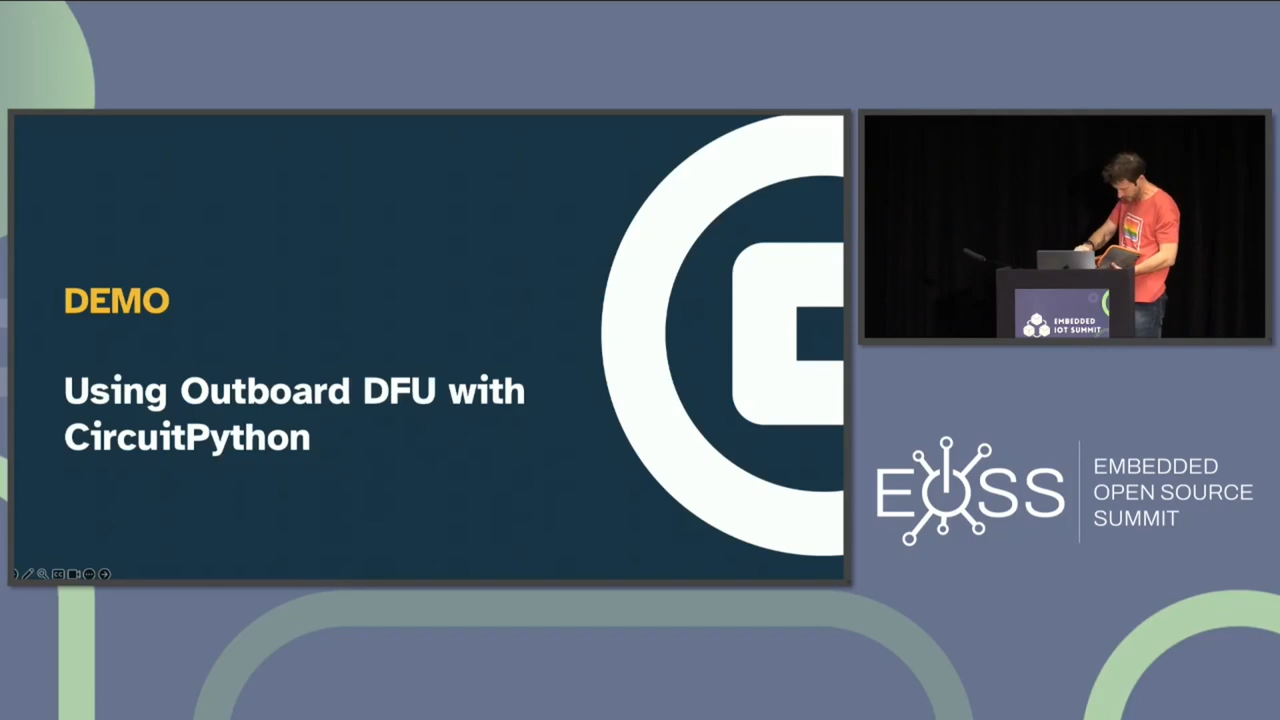 DEMO
Using Outboard DFU with
CircuitPython
EMBEDDED
IOT SUMMIT
EOSS
EMBEDDED
OPEN SOURCE
SUMMIT